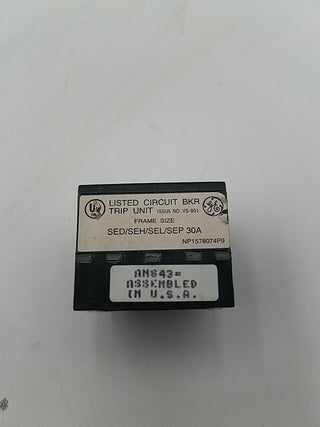 LISTED CIRCUIT BKR
TRIP UNIT ISSUE NO. VS-951
FRAME SIZE
SED/SEH/SEL/SEP 30A
NP1578074P9
AM643=
ASSEMBLED
IN U.S.A.